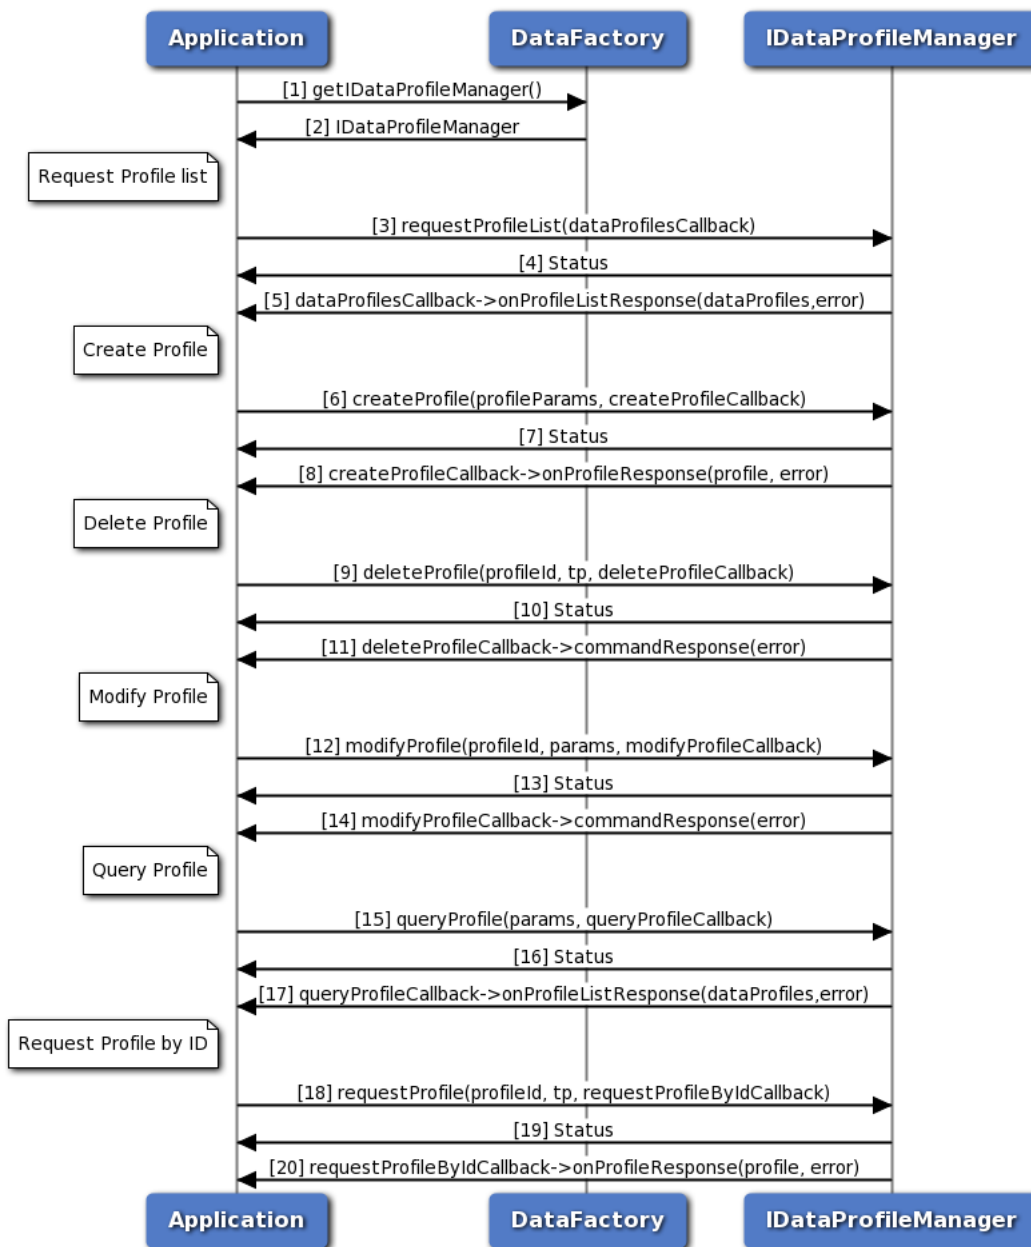 Application
DataFactory
IDataProfileManager
[1] getIDataProfileManager()
[2] IDataProfileManager
Request Profile list
[3] requestProfileList(dataProfilesCallback)
[4] Status
[5] dataProfilesCallback->onProfileListResponse(dataProfiles,error)
Create Profile
[6] createProfile(profileParams, createProfileCallback)
[7] Status
[8] createProfileCallback->onProfileResponse(profile, error)
Delete Profile
[9] deleteProfile(profileId, tp, deleteProfileCallback)
[10] Status
[11] deleteProfileCallback->commandResponse(error)
Modify Profile
[12] modifyProfile(profileId, params, modifyProfileCallback)
[13] Status
[14] modifyProfileCallback->commandResponse(error)
Query Profile
[15] queryProfile(params, queryProfileCallback)
[16] Status
[17] queryProfileCallback->onProfileListResponse(dataProfiles,error)
Request Profile by ID
[18] requestProfile(profileId, tp, requestProfileByIdCallback)
[19] Status
[20] requestProfileByIdCallback->onProfileResponse(profile, error)
Application
DataFactory
IDataProfileManager